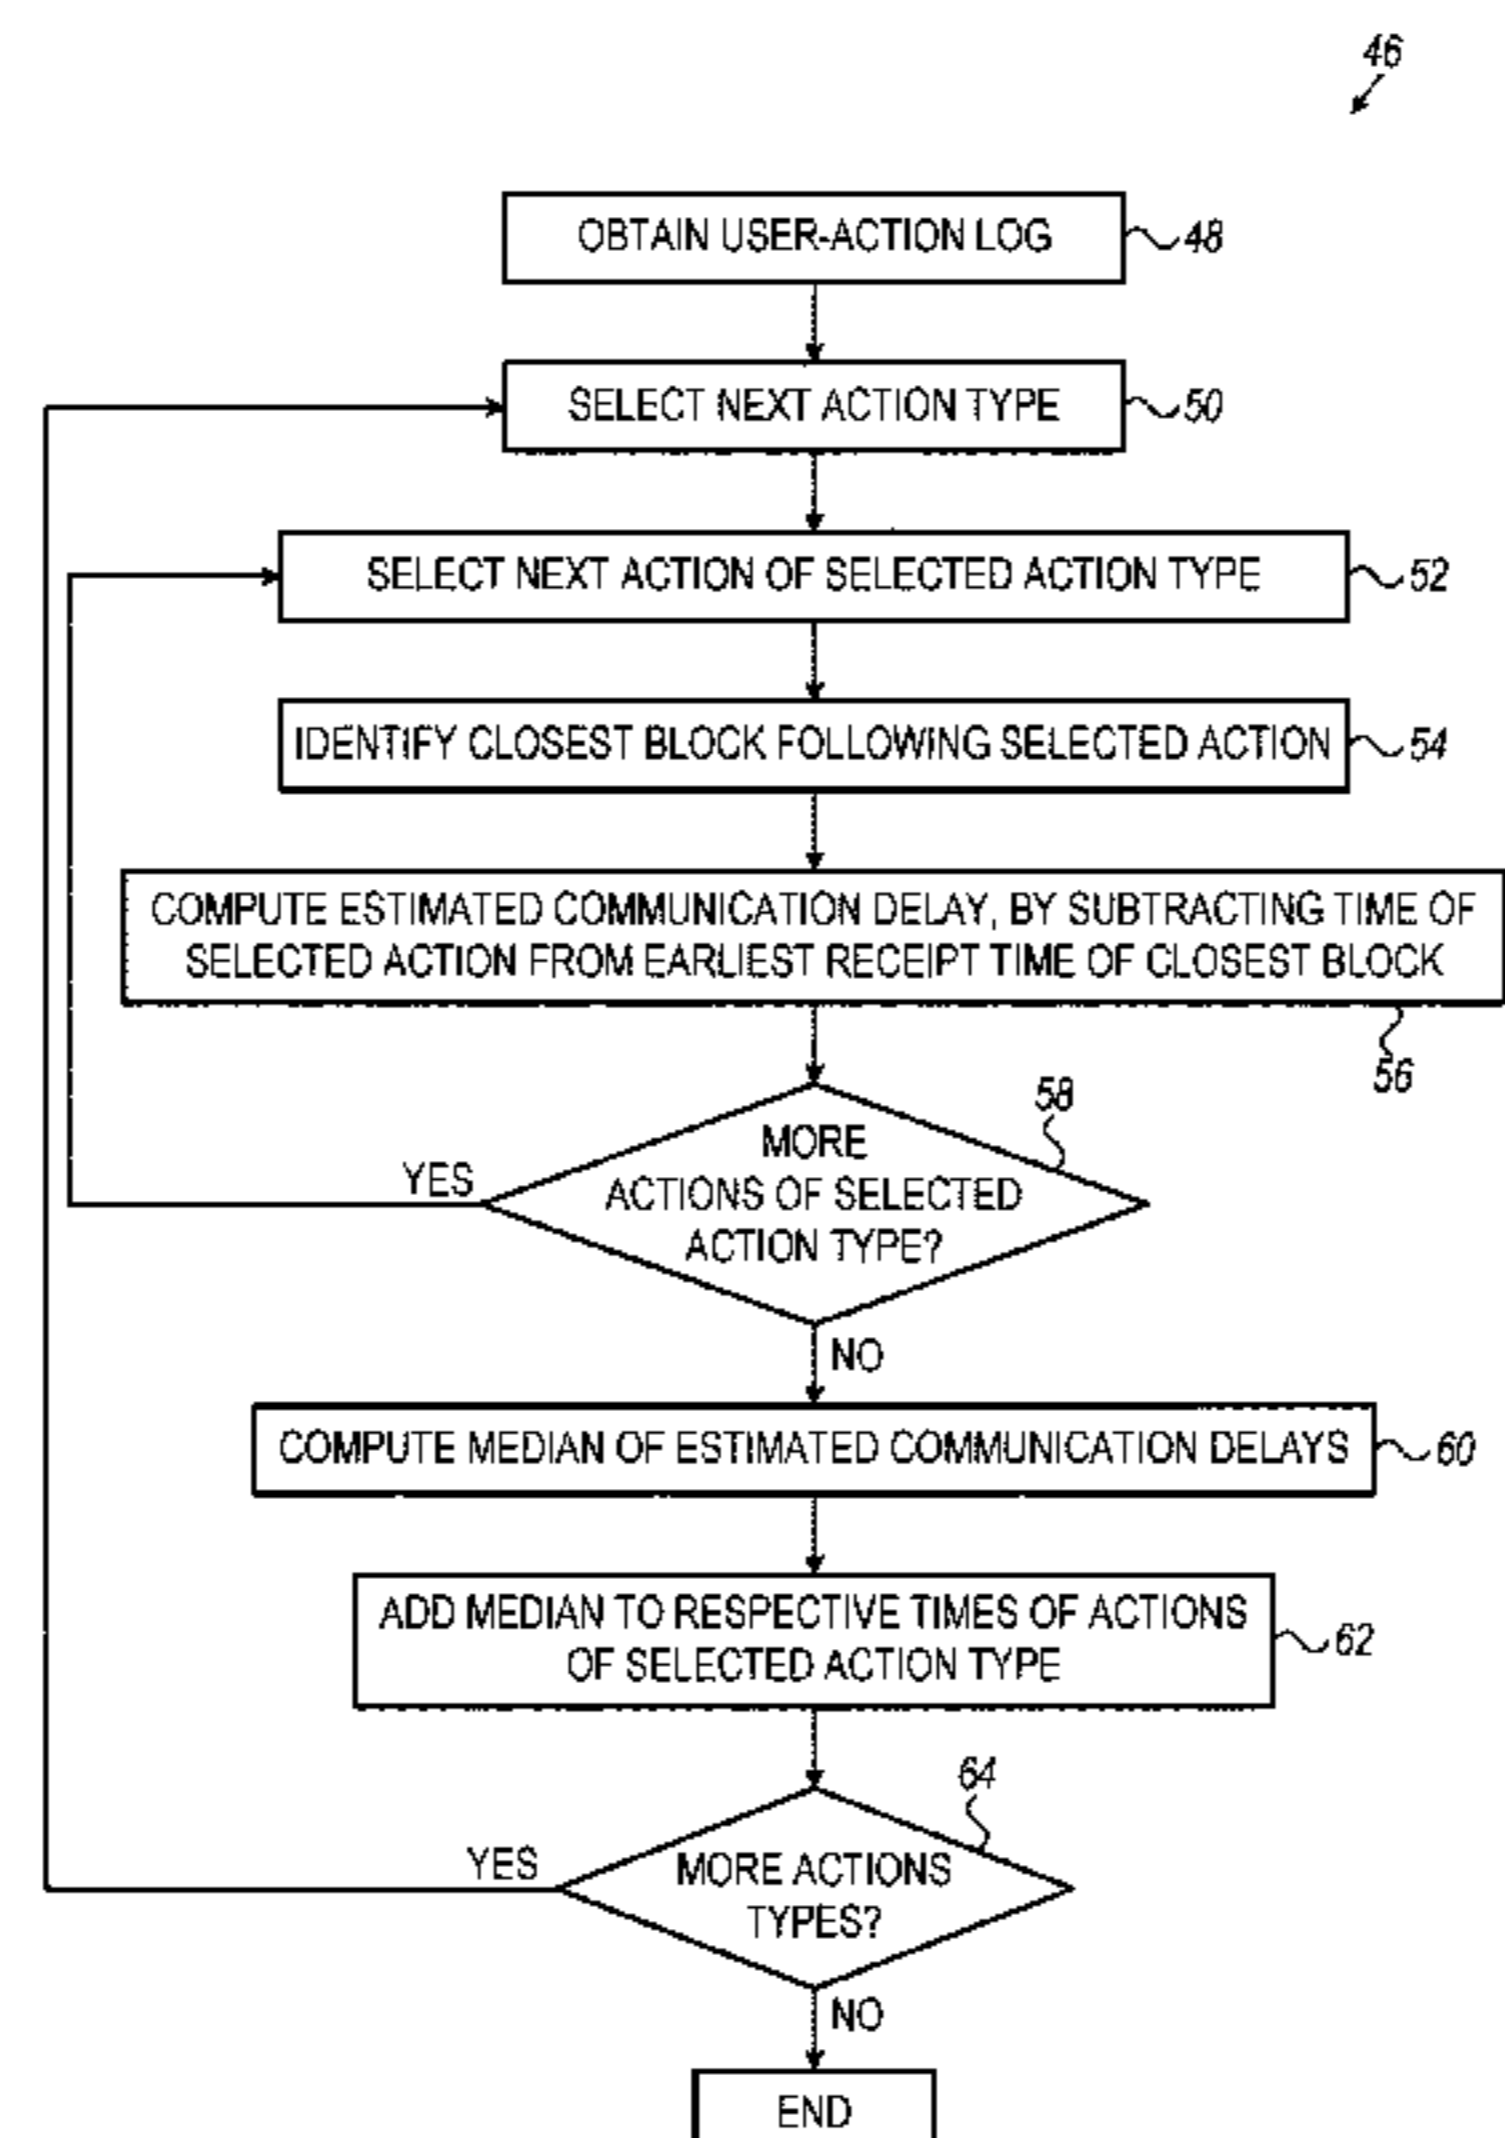 46
OBTAIN USER-ACTION LOG
48
SELECT NEXT ACTION TYPE
50
SELECT NEXT ACTION OF SELECTED ACTION TYPE
52
IDENTIFY CLOSEST BLOCK FOLLOWING SELECTED ACTION
54
COMPUTE ESTIMATED COMMUNICATION DELAY, BY SUBTRACTING TIME OF
SELECTED ACTION FROM EARLIEST RECEIPT TIME OF CLOSEST BLOCK
56
58
MORE
ACTIONS OF SELECTED
ACTION TYPE?
YES
NO
COMPUTE MEDIAN OF ESTIMATED COMMUNICATION DELAYS
60
ADD MEDIAN TO RESPECTIVE TIMES OF ACTIONS
OF SELECTED ACTION TYPE
62
64
YES
MORE ACTIONS
TYPES?
NO
END